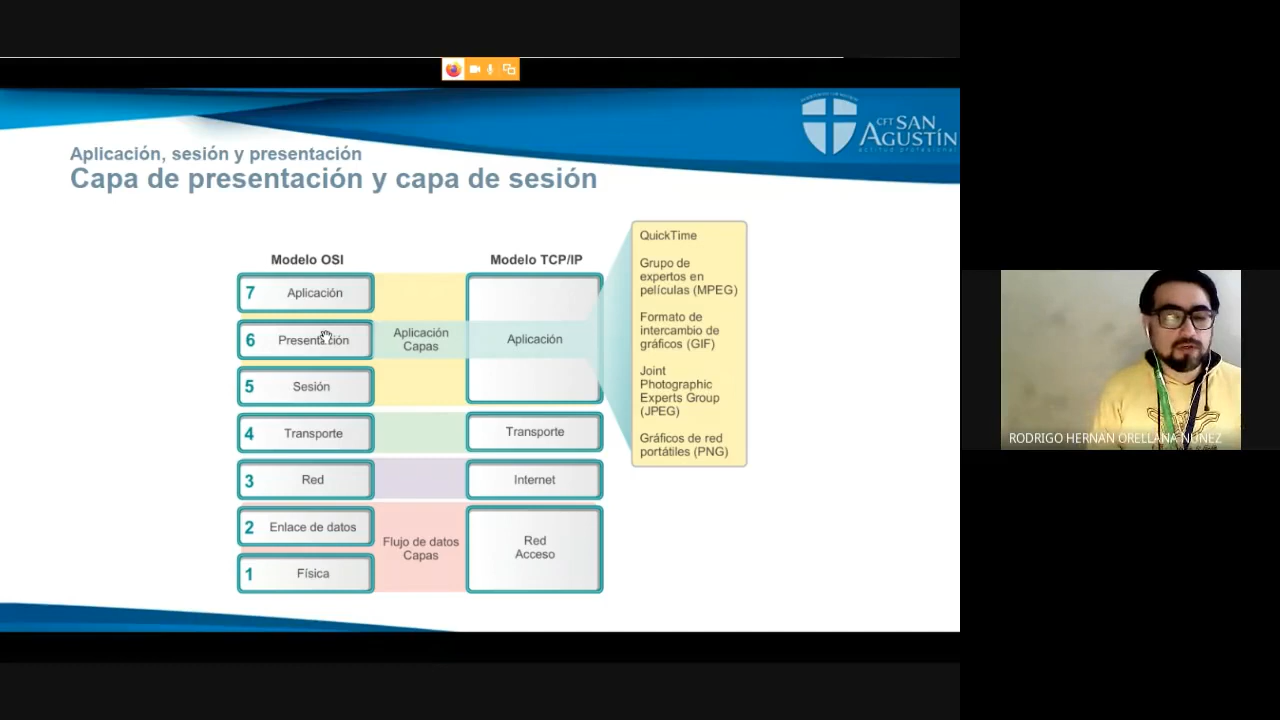 CFT SAN
AGUSTÍN
actitud profesional
Aplicación, sesión y presentación
Capa de presentación y capa de sesión
Modelo OSI
Modelo TCP/IP
7 Aplicación
6 Presentación
5 Sesión
4 Transporte
3 Red
2 Enlace de datos
1 Física
Aplicación
Capas
Flujo de datos
Capas
Aplicación
Transporte
Internet
Red
Acceso
QuickTime
Grupo de
expertos en
películas (MPEG)
Formato de
intercambio de
gráficos (GIF)
Joint
Photographic
Experts Group
(JPEG)
Gráficos de red
portátiles (PNG)
RODRIGO HERNAN ORELLANA NUNEZ